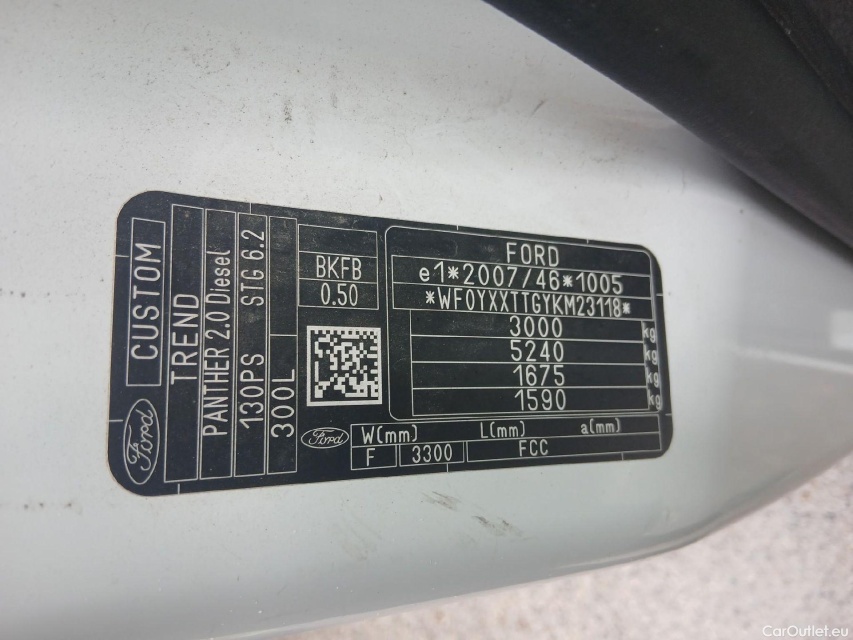 Ford
CUSTOM
TREND
PANTHER 2.0 Diesel
130PS STG 6.2
300L
BKFB
0.50
Ford
FORD
e1*2007/46*1005
*WF0YXXTTGYKM23118*
3000 kg
5240 kg
1675 kg
1590 kg
W(mm) L(mm) a(mm)
F 3300 FCC
CarOutlet.eu